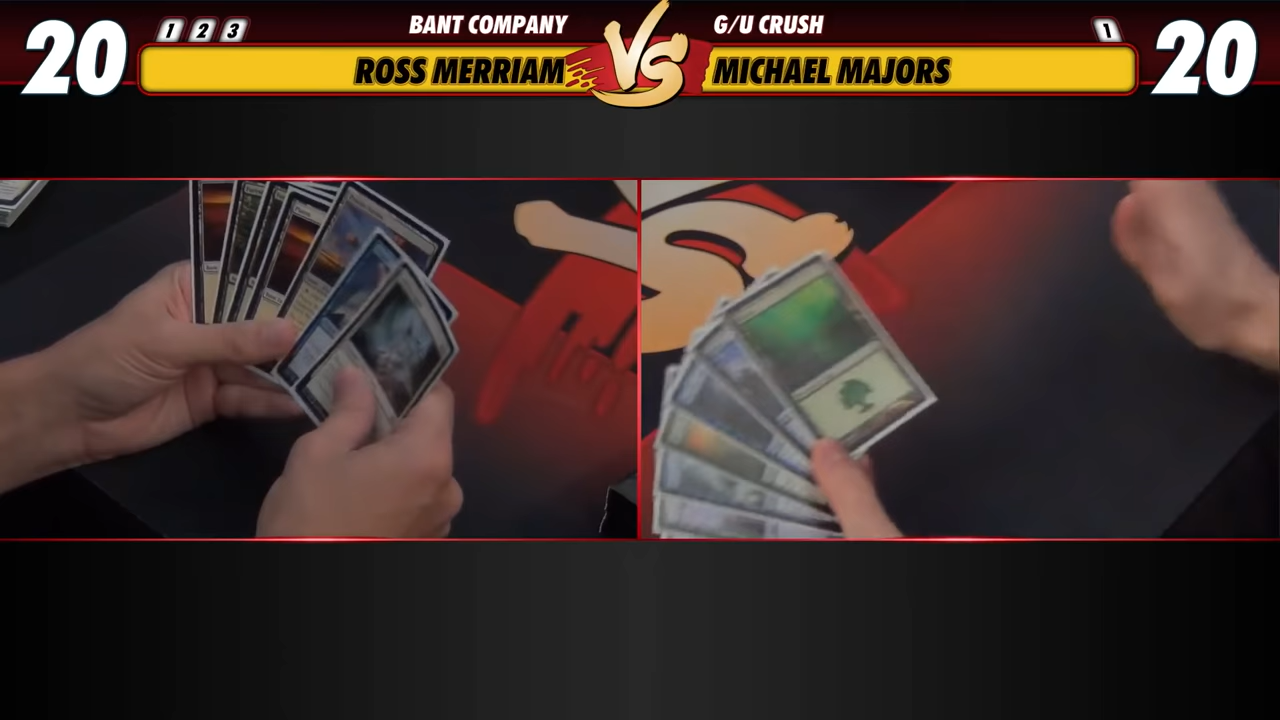 20
1 2 3
BANT COMPANY
ROSS MERRIAM
VS
G/U CRUSH
MICHAEL MAJORS
1
20